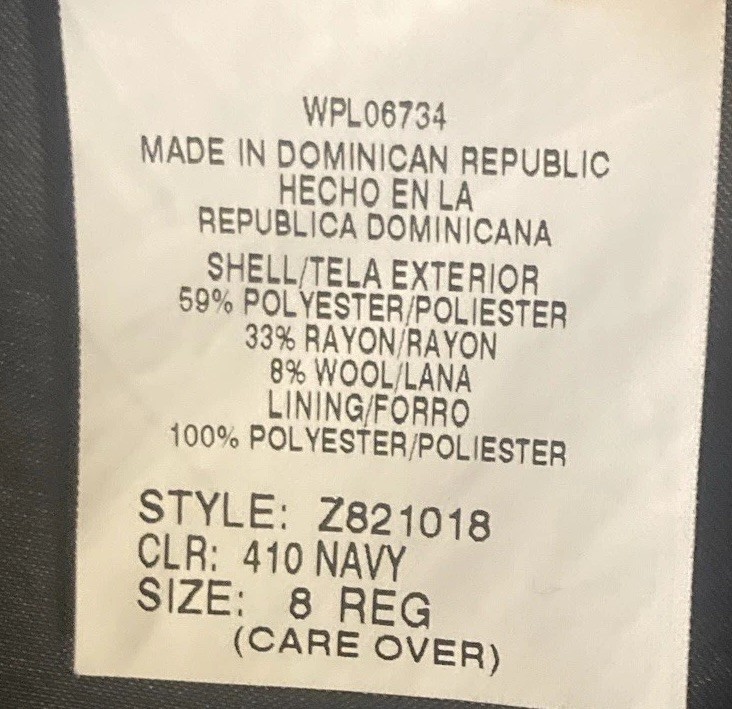 WPL06734
MADE IN DOMINICAN REPUBLIC
HECHO EN LA
REPUBLICA DOMINICANA
SHELL/TELA EXTERIOR
59% POLYESTER/POLIESTER
33% RAYON/RAYON
8% WOOL/LANA
LINING/FORRO
100% POLYESTER/POLIESTER
STYLE: Z821018
CLR: 410 NAVY
SIZE: 8 REG
(CARE OVER)